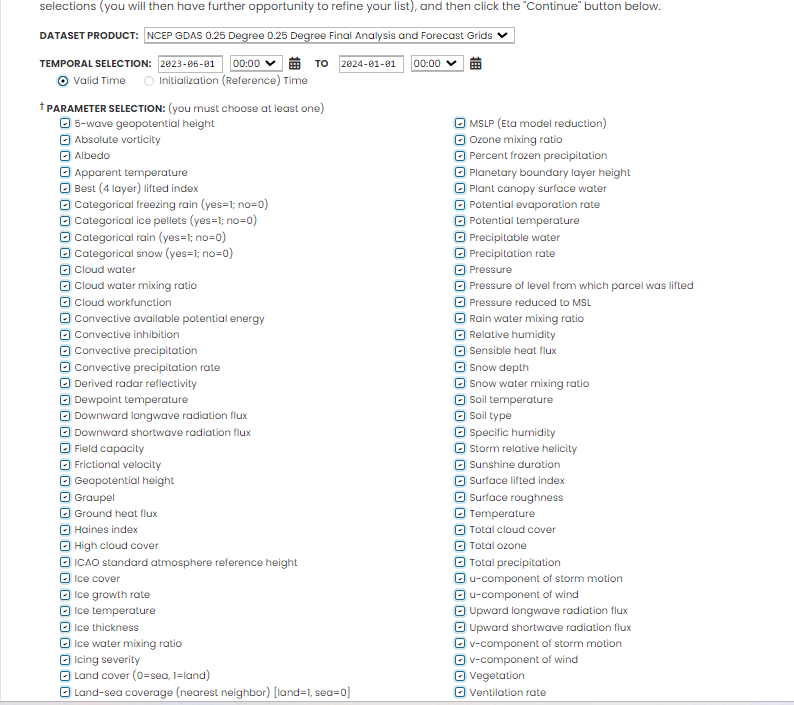 selections (you will then have further opportunity to refine your list), and then click the "Continue" button below.
DATASET PRODUCT: NCEP GDAS 0.25 Degree 0.25 Degree Final Analysis and Forecast Grids
TEMPORAL SELECTION: 2023-06-01 00:00 TO 2024-01-01 00:00
Valid Time Initialization (Reference) Time
† PARAMETER SELECTION: (you must choose at least one)
5-wave geopotential height
Absolute vorticity
Albedo
Apparent temperature
Best (4 layer) lifted index
Categorical freezing rain (yes=1; no=0)
Categorical ice pellets (yes=1; no=0)
Categorical rain (yes=1; no=0)
Categorical snow (yes=1; no=0)
Cloud water
Cloud water mixing ratio
Cloud workfunction
Convective available potential energy
Convective inhibition
Convective precipitation
Convective precipitation rate
Derived radar reflectivity
Dewpoint temperature
Downward longwave radiation flux
Downward shortwave radiation flux
Field capacity
Frictional velocity
Geopotential height
Graupel
Ground heat flux
Haines index
High cloud cover
ICAO standard atmosphere reference height
Ice cover
Ice growth rate
Ice temperature
Ice thickness
Ice water mixing ratio
Icing severity
Land cover (0=sea, 1=land)
Land-sea coverage (nearest neighbor) [land=1, sea=0]
MSLP (Eta model reduction)
Ozone mixing ratio
Percent frozen precipitation
Planetary boundary layer height
Plant canopy surface water
Potential evaporation rate
Potential temperature
Precipitable water
Precipitation rate
Pressure
Pressure of level from which parcel was lifted
Pressure reduced to MSL
Rain water mixing ratio
Relative humidity
Sensible heat flux
Snow depth
Snow water mixing ratio
Soil temperature
Soil type
Specific humidity
Storm relative helicity
Sunshine duration
Surface lifted index
Surface roughness
Temperature
Total cloud cover
Total ozone
Total precipitation
u-component of storm motion
u-component of wind
Upward longwave radiation flux
Upward shortwave radiation flux
v-component of storm motion
v-component of wind
Vegetation
Ventilation rate